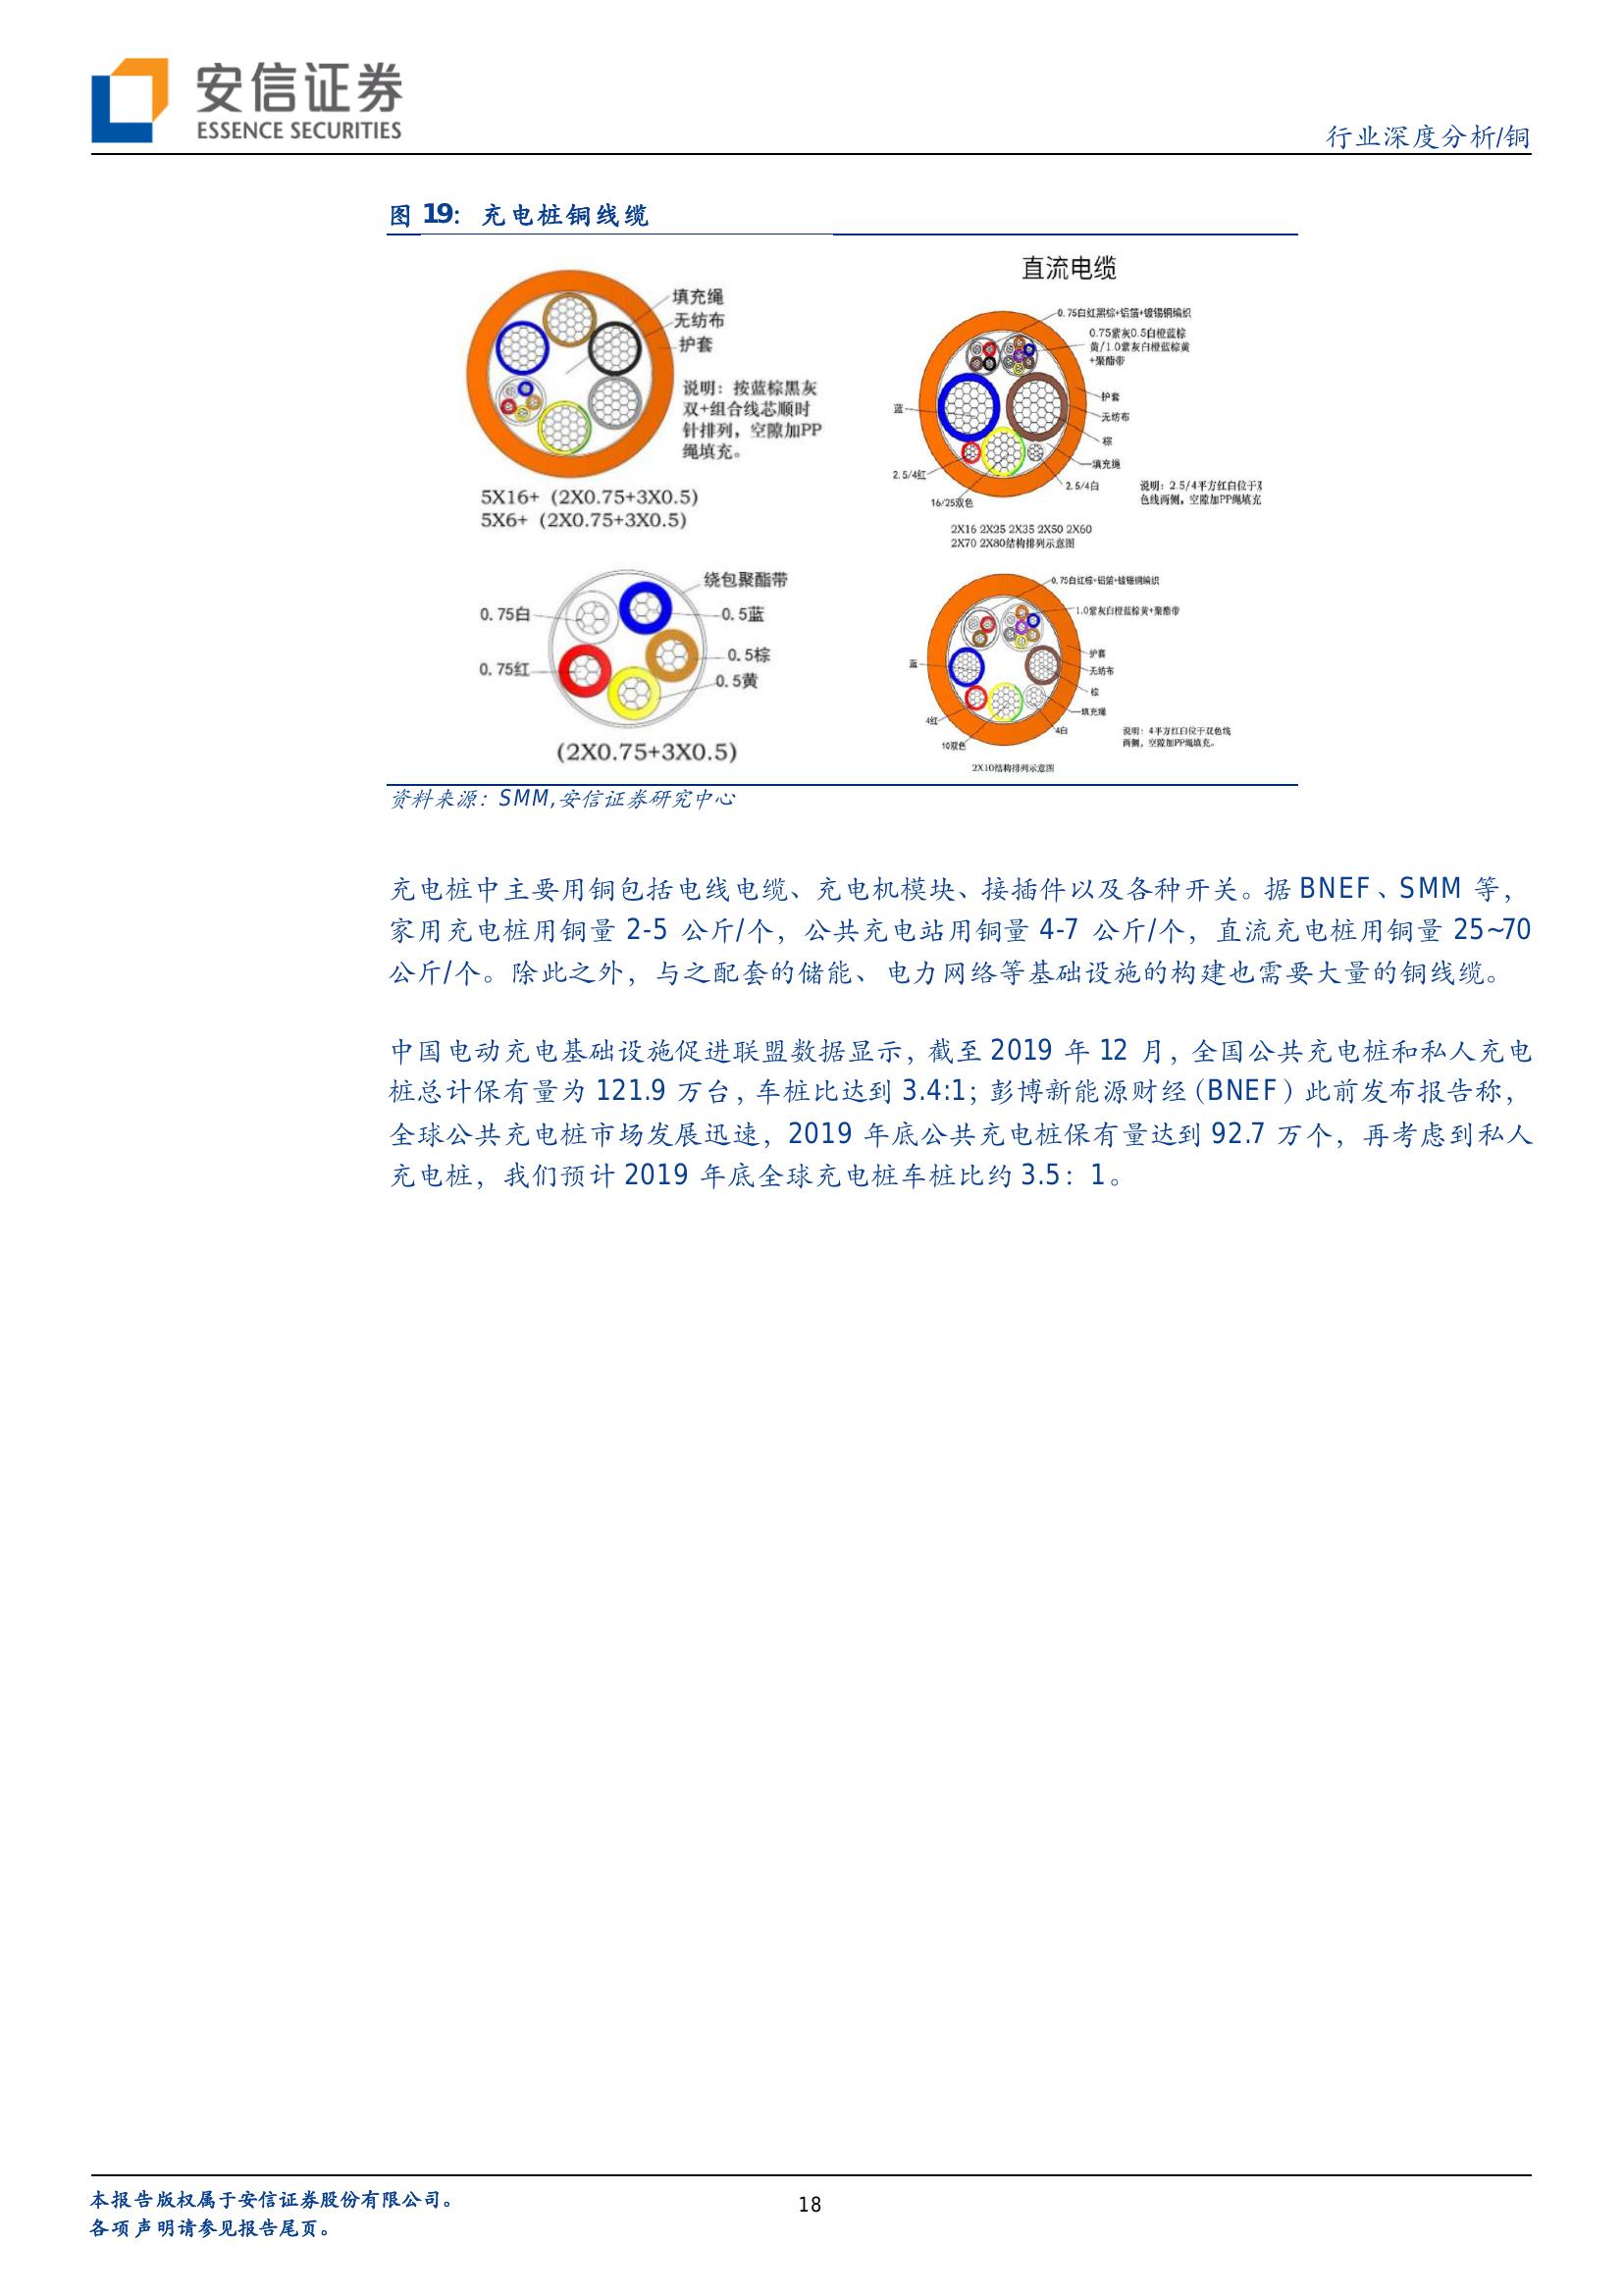 安信证券
ESSENCE SECURITIES
行业深度分析/铜
图 19: 充电桩铜线缆
填充绳
无纺布
护套
说明：按蓝棕黑灰
双+组合线芯顺时
针排列，空隙加PP
绳填充。
5X16+ (2X0.75+3X0.5)
5X6+ (2X0.75+3X0.5)
绕包聚酯带
0.75白
0.5蓝
0.5棕
0.75红
0.5黄
(2X0.75+3X0.5)
直流电缆
0.75白红黑棕+铝箔+镀锡铜编织
0.75紫灰0.5白橙蓝棕
黄/1.0紫灰白橙蓝棕黄
+聚酯带
护套
蓝
无纺布
棕
填充绳
2.5/4红
2.5/4白
16/25双色
说明：2.5/4平方红白位于双
色线两侧，空隙加PP绳填充
2X16 2X25 2X35 2X50 2X60
2X70 2X80结构排列示意图
0.75白红棕+铝箔+镀锡铜编织
1.0紫灰白橙蓝棕黄+聚酯带
护套
蓝
无纺布
棕
填充绳
4红
4白
10双色
说明：4平方红白位于双色线
两侧，空隙加PP绳填充。
2X10结构排列示意图
资料来源：SMM,安信证券研究中心
充电桩中主要用铜包括电线电缆、充电机模块、接插件以及各种开关。据 BNEF、SMM 等，
家用充电桩用铜量 2-5 公斤/个，公共充电站用铜量 4-7 公斤/个，直流充电桩用铜量 25~70
公斤/个。除此之外，与之配套的储能、电力网络等基础设施的构建也需要大量的铜线缆。
中国电动充电基础设施促进联盟数据显示，截至 2019 年 12 月，全国公共充电桩和私人充电
桩总计保有量为 121.9 万台，车桩比达到 3.4:1；彭博新能源财经（BNEF）此前发布报告称，
全球公共充电桩市场发展迅速，2019 年底公共充电桩保有量达到 92.7 万个，再考虑到私人
充电桩，我们预计 2019 年底全球充电桩车桩比约 3.5：1。
本报告版权属于安信证券股份有限公司。
18
各项声明请参见报告尾页。